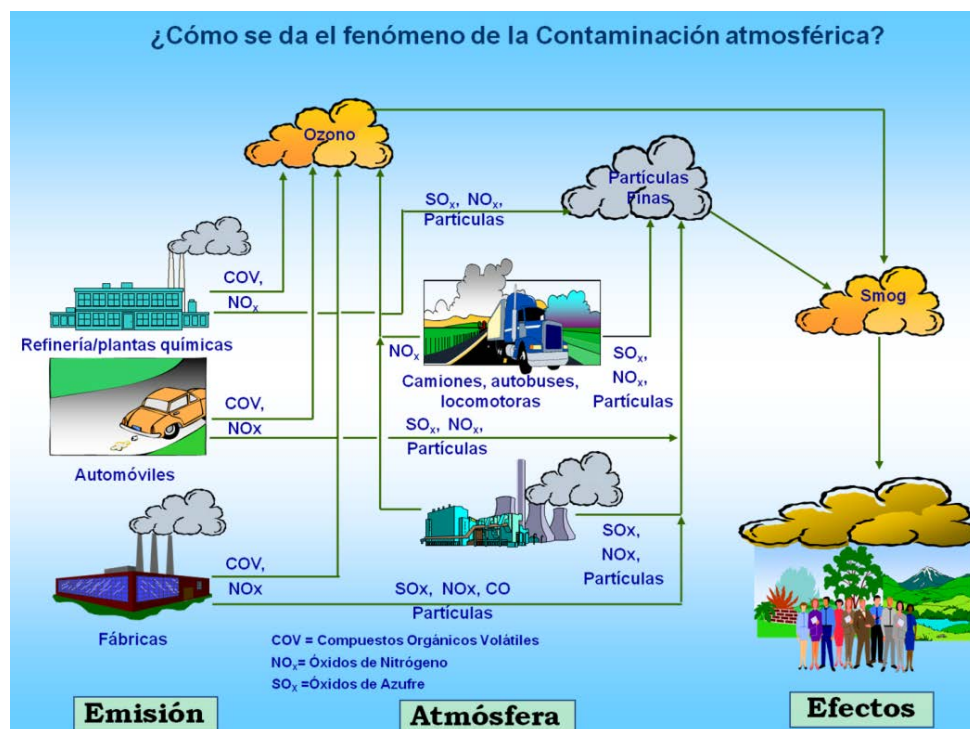 ¿Cómo se da el fenómeno de la Contaminación atmosférica?
Ozono
Partículas
Finas
SOx, NOx,
Partículas
COV,
NOx
Smog
Refinería/plantas químicas
NOx
SOx,
NOx,
Partículas
Camiones, autobuses,
locomotoras
COV,
NOx
SOx, NOx,
Partículas
Automóviles
SOx,
NOx,
Partículas
COV,
NOx
SOx, NOx, CO
Partículas
Fábricas
COV = Compuestos Orgánicos Volátiles
NOx= Óxidos de Nitrógeno
SOx =Óxidos de Azufre
Emisión
Atmósfera
Efectos